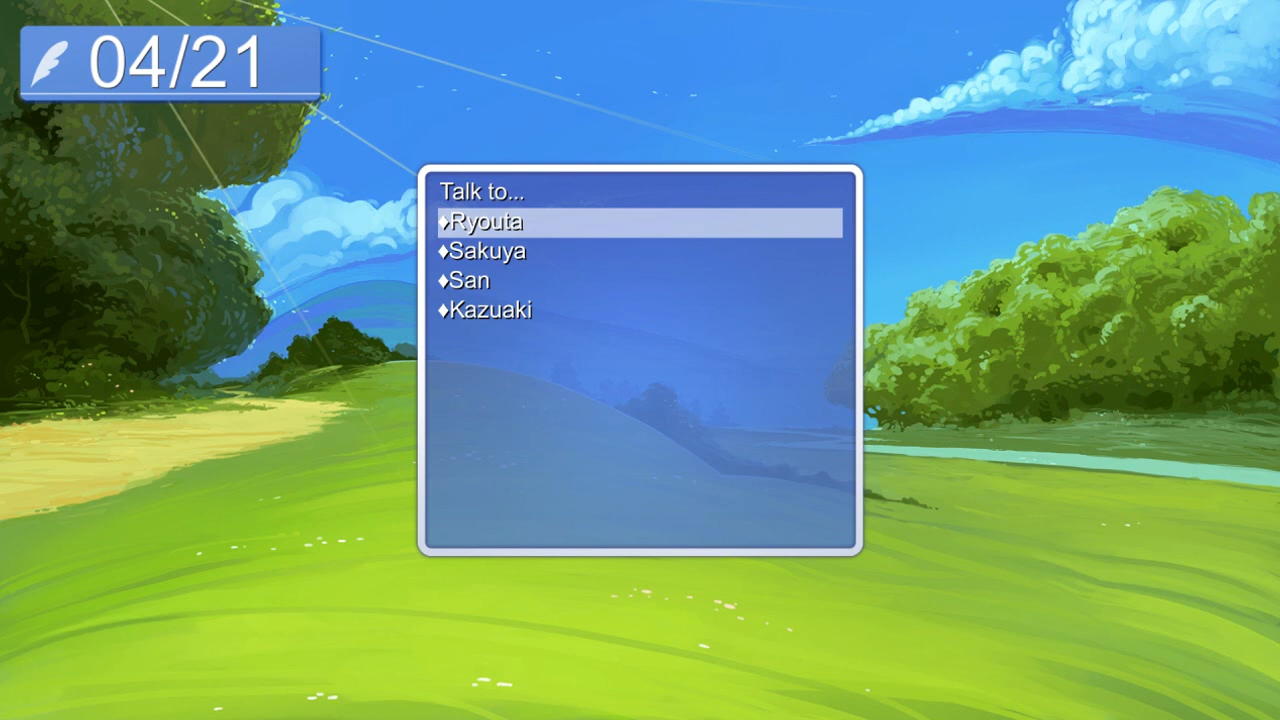 04/21
Talk to...
♦Ryouta
♦Sakuya
♦San
♦Kazuaki